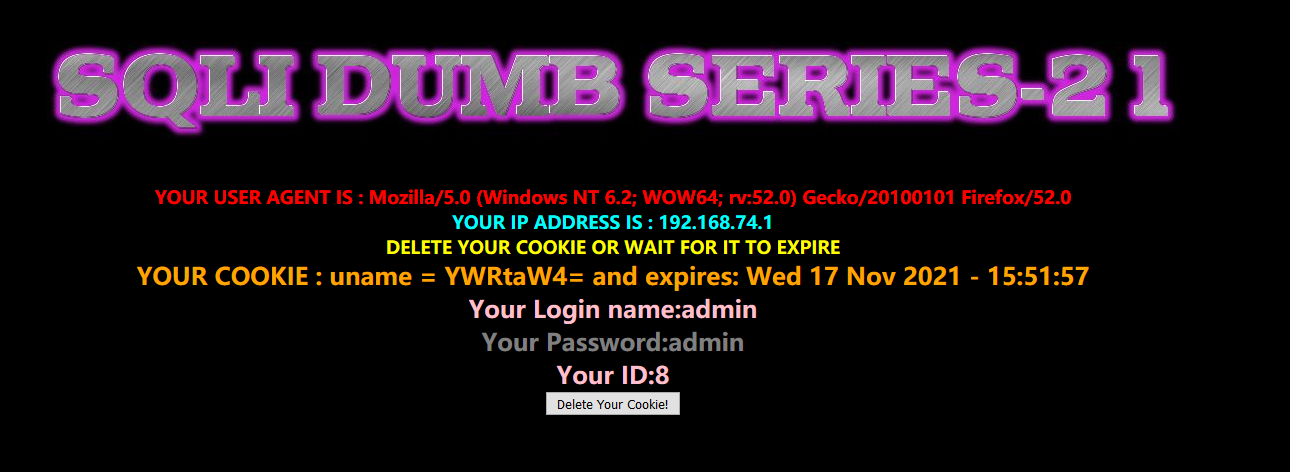 SQLI DUMB SERIES-21
YOUR USER AGENT IS : Mozilla/5.0 (Windows NT 6.2; WOW64; rv:52.0) Gecko/20100101 Firefox/52.0
YOUR IP ADDRESS IS : 192.168.74.1
DELETE YOUR COOKIE OR WAIT FOR IT TO EXPIRE
YOUR COOKIE : uname = YWRtaW4= and expires: Wed 17 Nov 2021 - 15:51:57
Your Login name:admin
Your Password:admin
Your ID:8
Delete Your Cookie!